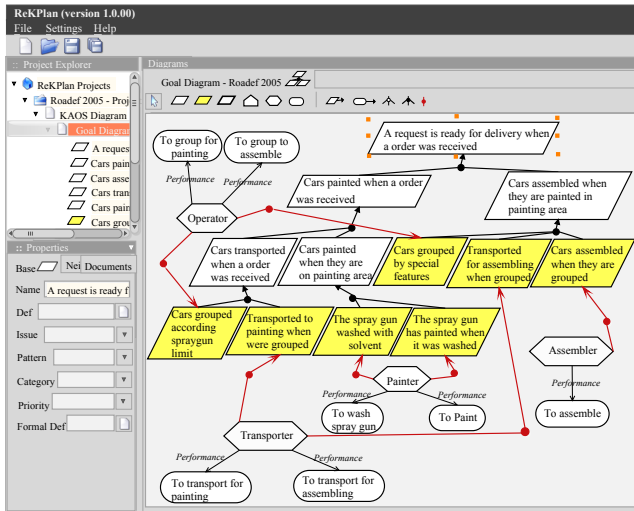 ReKPlan (version 1.0.00)
File Settings Help
:: Project Explorer
ReKPlan Projects
Roadef 2005 - Proj
KAOS Diagram
Goal Diagram
A reques
Cars pain
Cars asse
Cars tran
Cars pain
Cars grou
:: Properties
Base
Nei
Documents
Name
A request is ready f
Def
Issue
Pattern
Category
Priority
Formal Def
Diagrams
Goal Diagram - Roadef 2005
A request is ready for delivery when
a order was received
To group for
painting
To group to
assemble
Performance
Performance
Operator
Cars painted when a order
was received
Cars assembled when
they are painted in
painting area
Cars transported
when a order
was received
Cars painted
when they are
on painting area
Cars grouped
by special
features
Transported
for assembling
when grouped
Cars assembled
when they are
grouped
Cars grouped
according
spraygun
limit
Transported to
painting when
were grouped
The spray gun
washed with
solvent
The spray gun
has painted when
it was washed
Painter
Assembler
Performance
Performance
Performance
To wash
spray gun
To Paint
To assemble
Transporter
Performance
Performance
To transport for
painting
To transport for
assembling